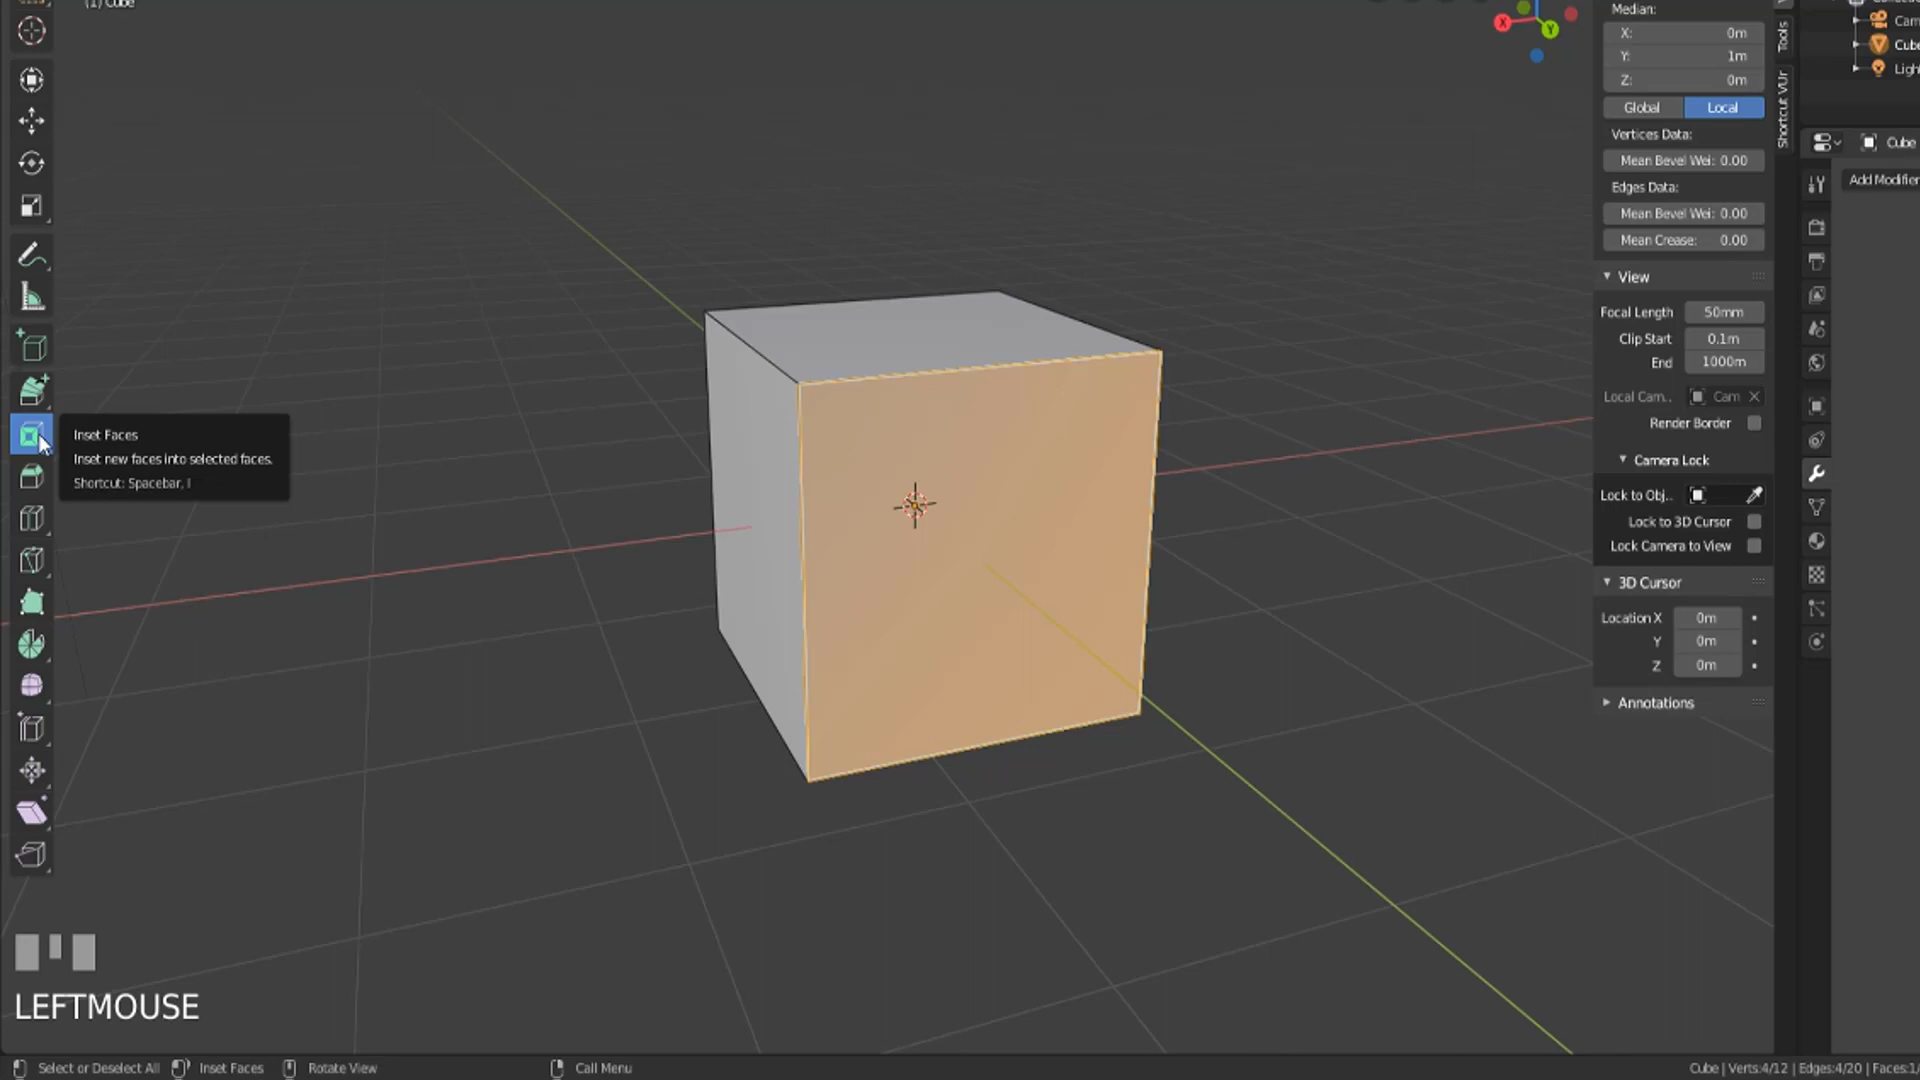 (1) Cube
X
Y
Median:
X: 0m
Y: 1m
Z: 0m
Global Local
Vertices Data:
Mean Bevel Wei: 0.00
Edges Data:
Mean Bevel Wei: 0.00
Mean Crease: 0.00
View
Focal Length 50mm
Clip Start 0.1m
End 1000m
Local Cam.. Cam
Render Border
Camera Lock
Lock to Obj..
Lock to 3D Cursor
Lock Camera to View
3D Cursor
Location X 0m
Y 0m
Z 0m
Annotations
Tools
Shortcut VUr
Cam
Cube
Ligh
Cube
Add Modifier
Inset Faces
Inset new faces into selected faces.
Shortcut: Spacebar, I
LEFTMOUSE
Select or Deselect All Inset Faces Rotate View Call Menu
Cube | Verts:4/12 | Edges:4/20 | Faces:1/